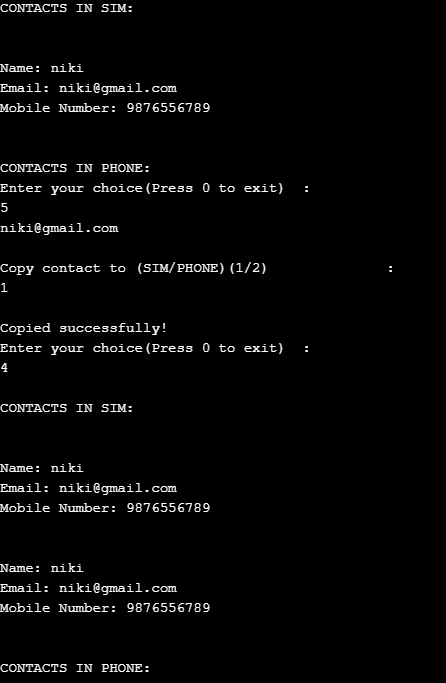 CONTACTS IN SIM:
Name: niki
Email: niki@gmail.com
Mobile Number: 9876556789
CONTACTS IN PHONE:
Enter your choice(Press 0 to exit)  :
5
niki@gmail.com
Copy contact to (SIM/PHONE)(1/2)              :
1
Copied successfully!
Enter your choice(Press 0 to exit)  :
4
CONTACTS IN SIM:
Name: niki
Email: niki@gmail.com
Mobile Number: 9876556789
Name: niki
Email: niki@gmail.com
Mobile Number: 9876556789
CONTACTS IN PHONE: